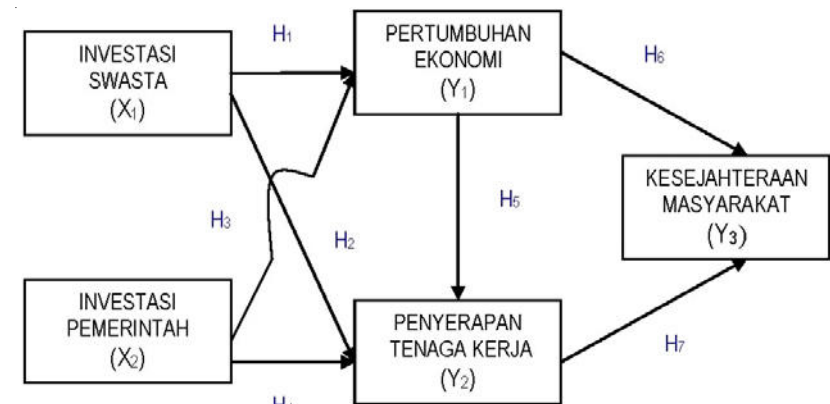 H1
INVESTASI
SWASTA
(X1)
PERTUMBUHAN
EKONOMI
(Y1)
H6
H3
H2
H5
KESEJAHTERAAN
MASYARAKAT
(Y3)
INVESTASI
PEMERINTAH
(X2)
PENYERAPAN
TENAGA KERJA
(Y2)
H7